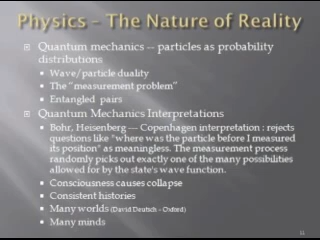 Physics – The Nature of Reality
Quantum mechanics -- particles as probability
distributions
Wave/particle duality
The "measurement problem"
Entangled pairs
Quantum Mechanics Interpretations
Bohr, Heisenberg — Copenhagen interpretation : rejects
questions like "where was the particle before I measured
its position" as meaningless. The measurement process
randomly picks out exactly one of the many possibilities
allowed for by the state's wave function.
Consciousness causes collapse
Consistent histories
Many worlds (David Deutsch - Oxford)
Many minds